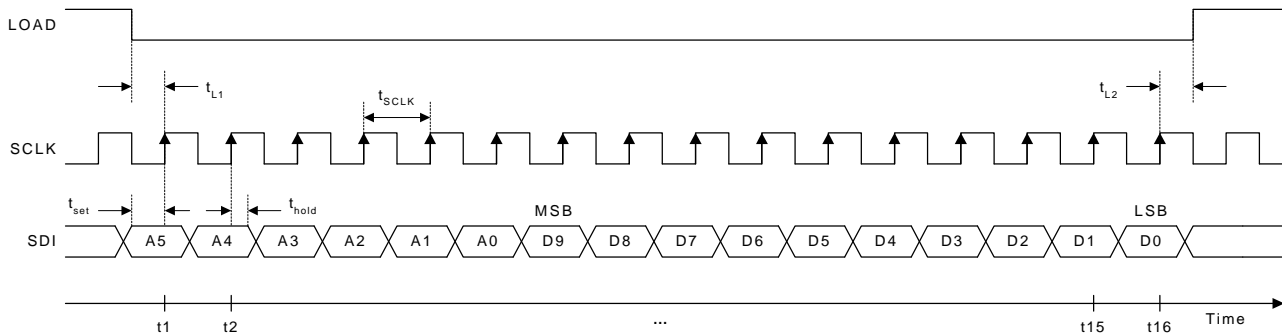 LOAD
tL1
tSCLK
tL2
SCLK
tset
thold
MSB
LSB
SDI
A5 A4 A3 A2 A1 A0 D9 D8 D7 D6 D5 D4 D3 D2 D1 D0
t1 t2 ... t15 t16 Time